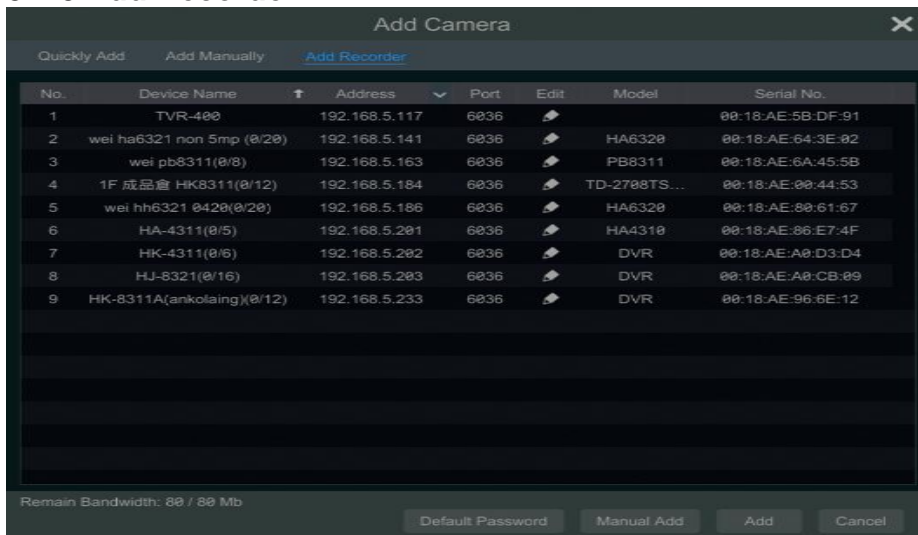 Add Camera
Quickly Add Add Manually Add Recorder
No. Device Name Address Port Edit Model Serial No.
1 TVR-400 192.168.5.117 6036 00:18:AE:5B:DF:91
2 wei ha6321 non 5mp (0/20) 192.168.5.141 6036 HA6320 00:18:AE:64:3E:02
3 wei pb8311(0/8) 192.168.5.163 6036 PB8311 00:18:AE:6A:45:5B
4 1F 成品倉 HK8311(0/12) 192.168.5.184 6036 TD-2708TS... 00:18:AE:00:44:53
5 wei hh6321 0420(0/20) 192.168.5.186 6036 HA6320 00:18:AE:80:61:67
6 HA-4311(0/5) 192.168.5.201 6036 HA4310 00:18:AE:86:E7:4F
7 HK-4311(0/6) 192.168.5.202 6036 DVR 00:18:AE:A0:D3:D4
8 HJ-8321(0/16) 192.168.5.203 6036 DVR 00:18:AE:A0:CB:09
9 HK-8311A(ankolaing)(0/12) 192.168.5.233 6036 DVR 00:18:AE:96:6E:12
Remain Bandwidth: 80 / 80 Mb
Default Password Manual Add Add Cancel